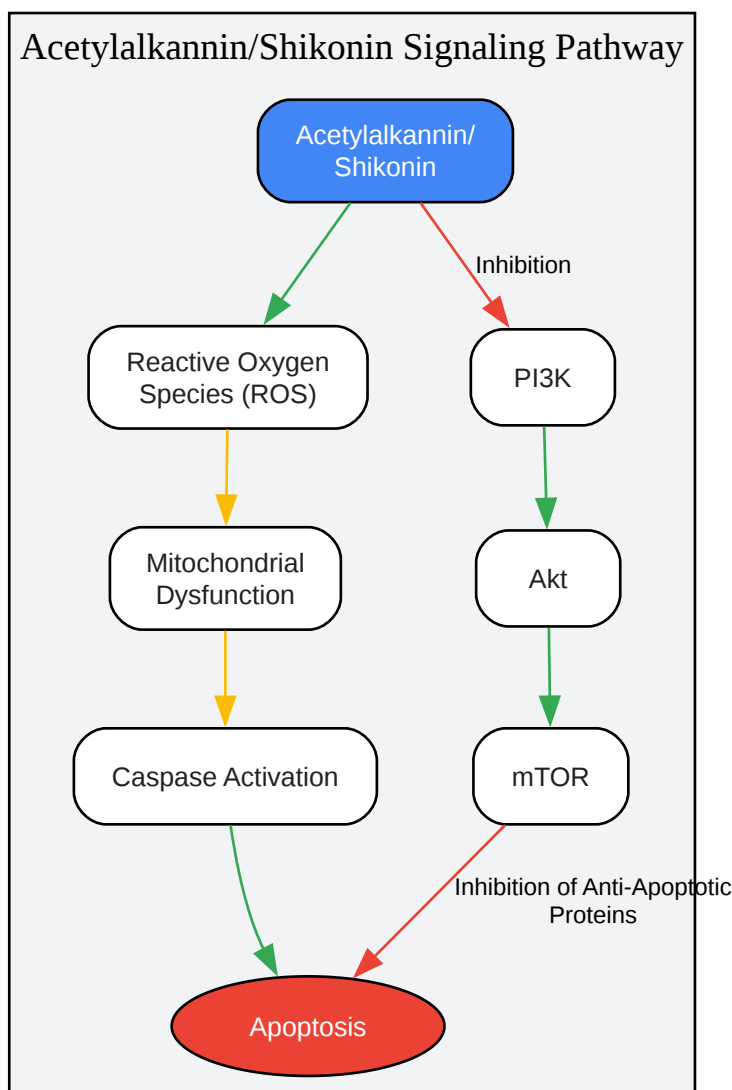 Acetylalkannin/Shikonin Signaling Pathway
Acetylalkannin/
Shikonin
Inhibition
Reactive Oxygen
Species (ROS)
PI3K
Mitochondrial
Dysfunction
Akt
Caspase Activation
mTOR
Inhibition of Anti-Apoptotic
Proteins
Apoptosis